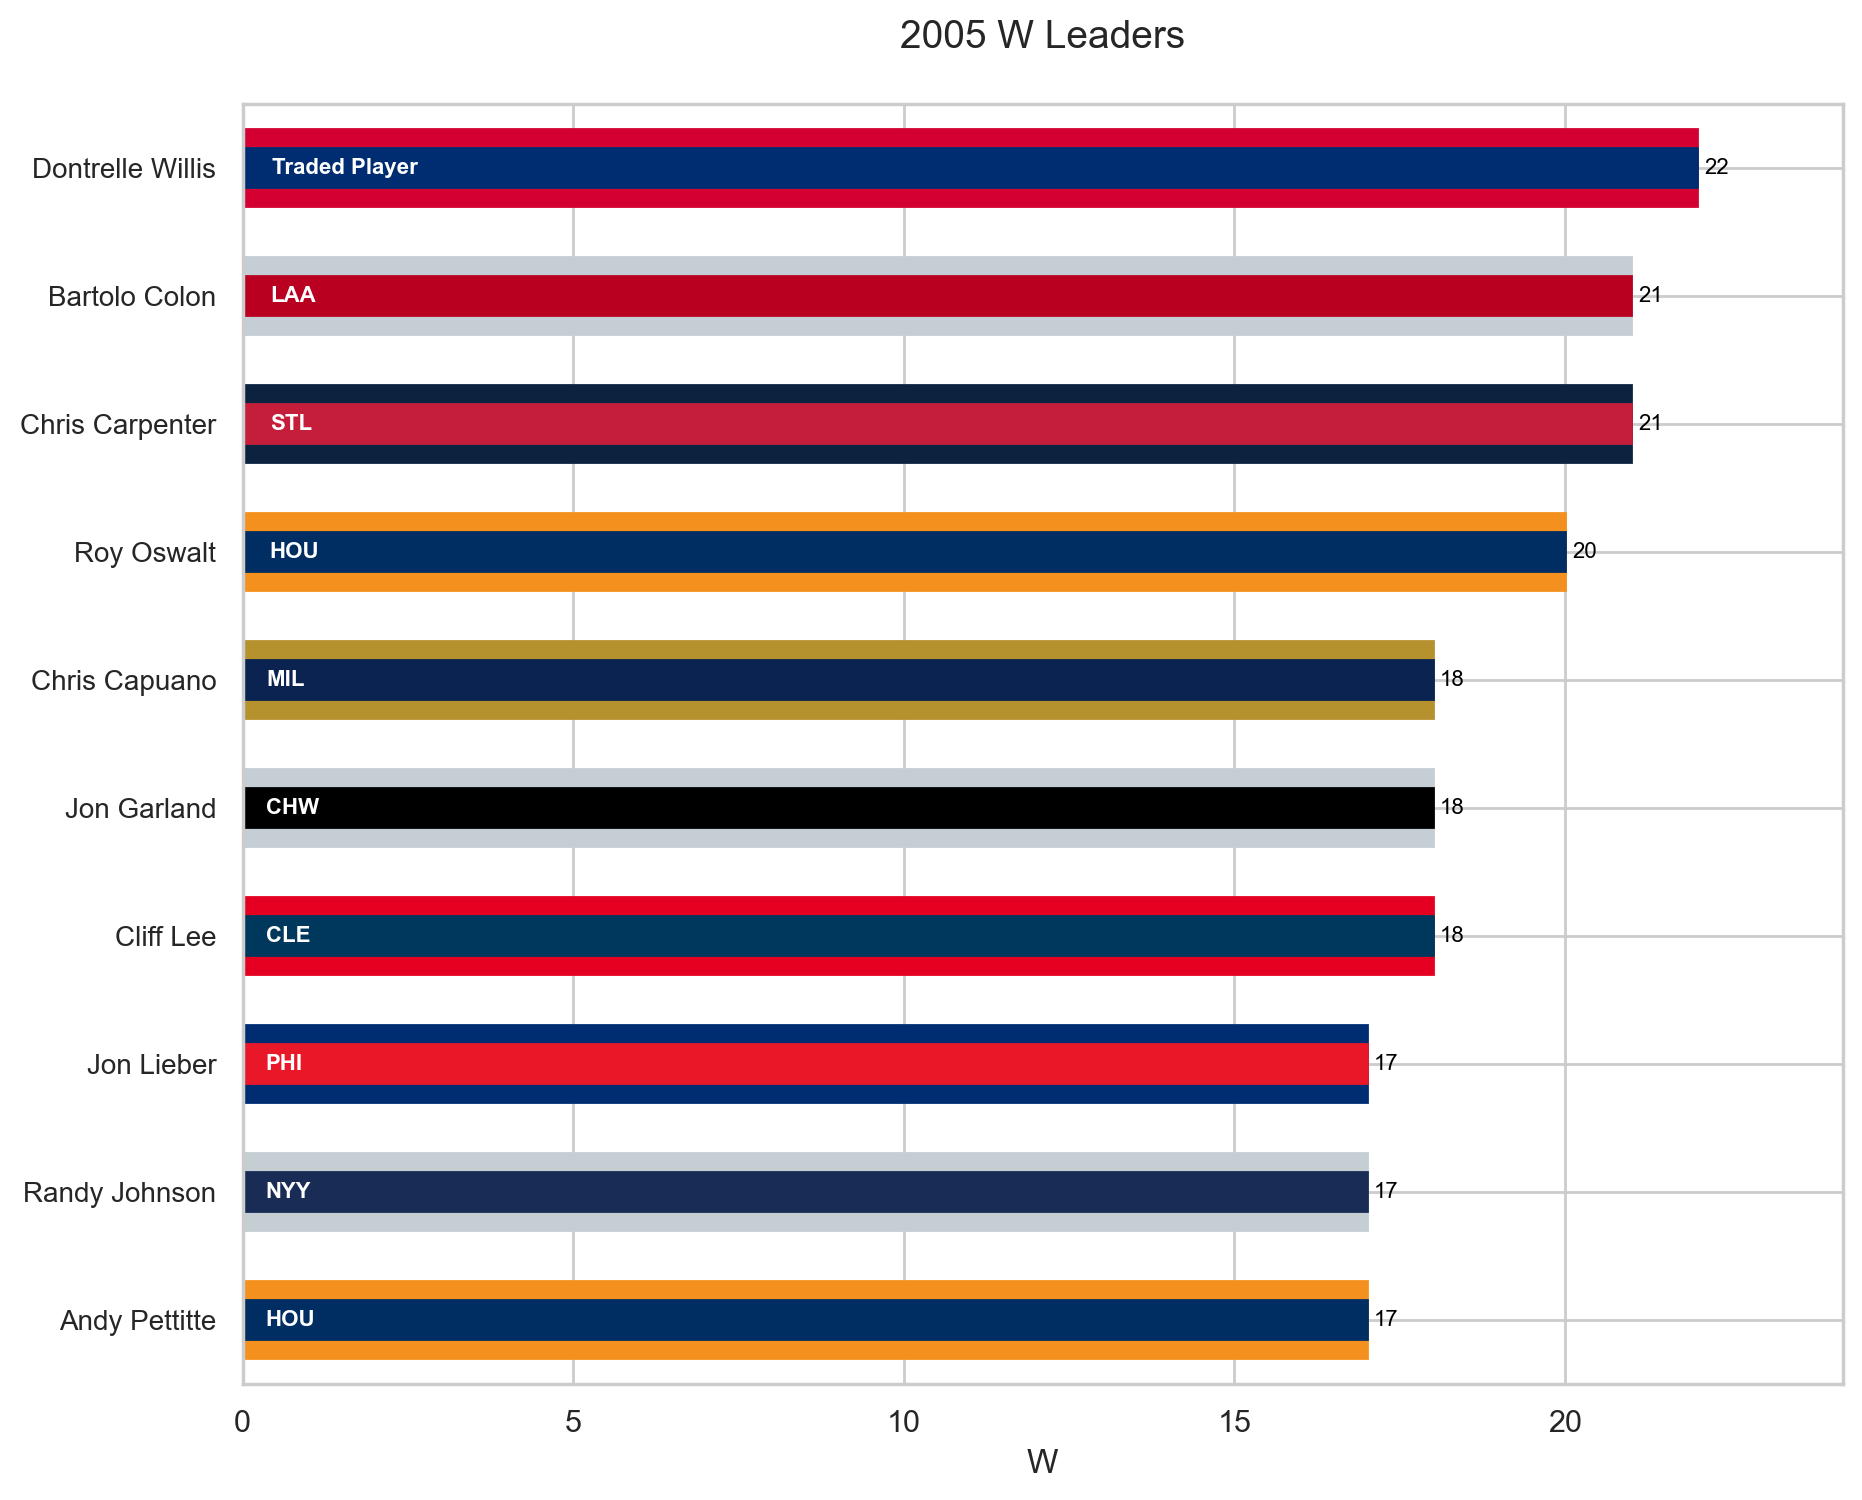 2005 W Leaders
Dontrelle Willis
Traded Player
22
Bartolo Colon
LAA
21
Chris Carpenter
STL
21
Roy Oswalt
HOU
20
Chris Capuano
MIL
18
Jon Garland
CHW
18
Cliff Lee
CLE
18
Jon Lieber
PHI
17
Randy Johnson
NYY
17
Andy Pettitte
HOU
17
0 5 10 15 20
W